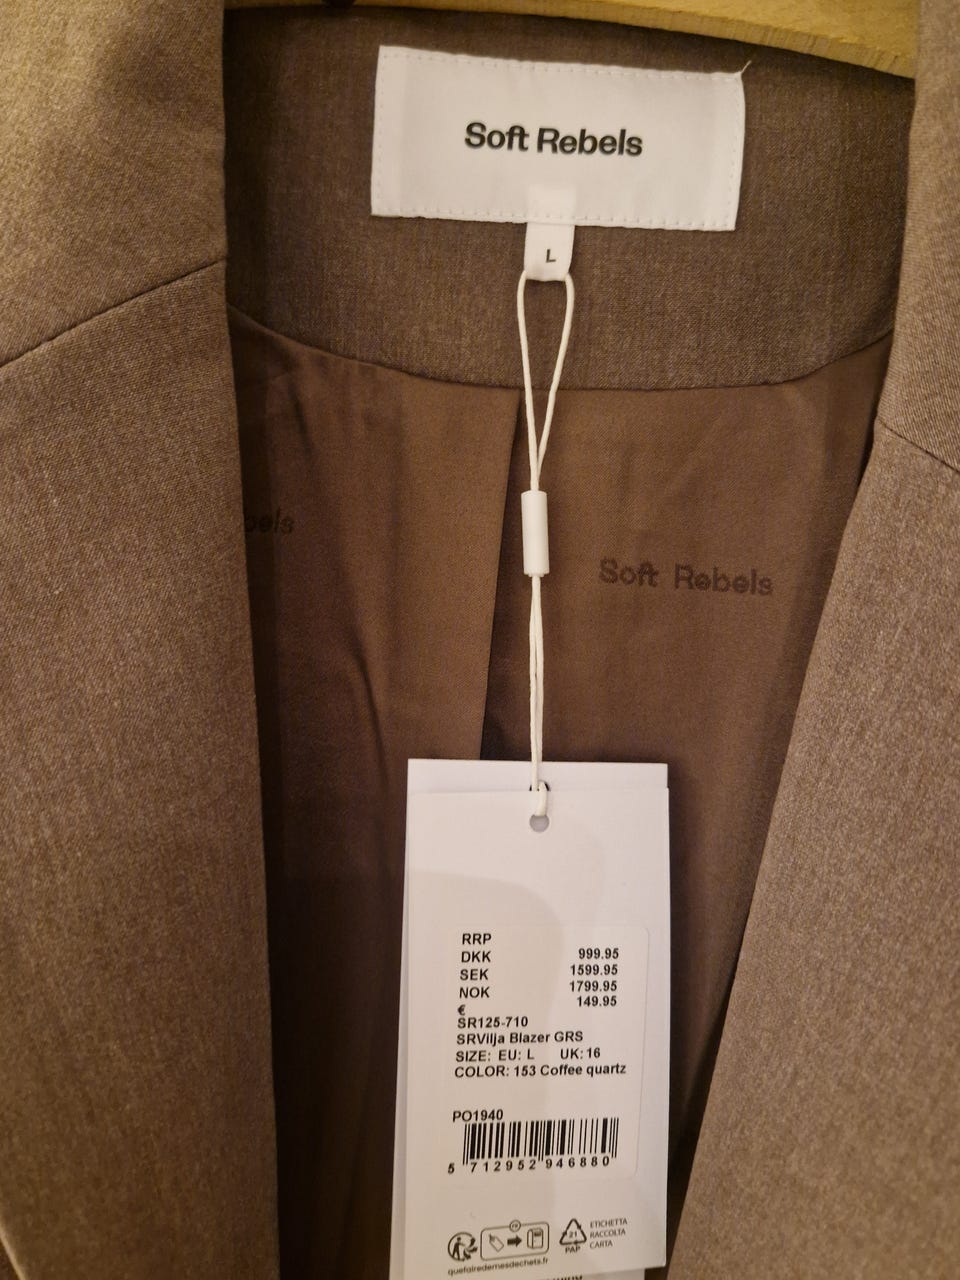 Soft Rebels
L
Soft Rebels
RRP
DKK 999.95
SEK 1599.95
NOK 1799.95
€ 149.95
SR125-710
SRVilja Blazer GRS
SIZE: EU: L UK: 16
COLOR: 153 Coffee quartz
PO1940
5 712952 946880
FR
ETICHETTA
RACCOLTA
CARTA
21
PAP
quefairedemesdechets.fr